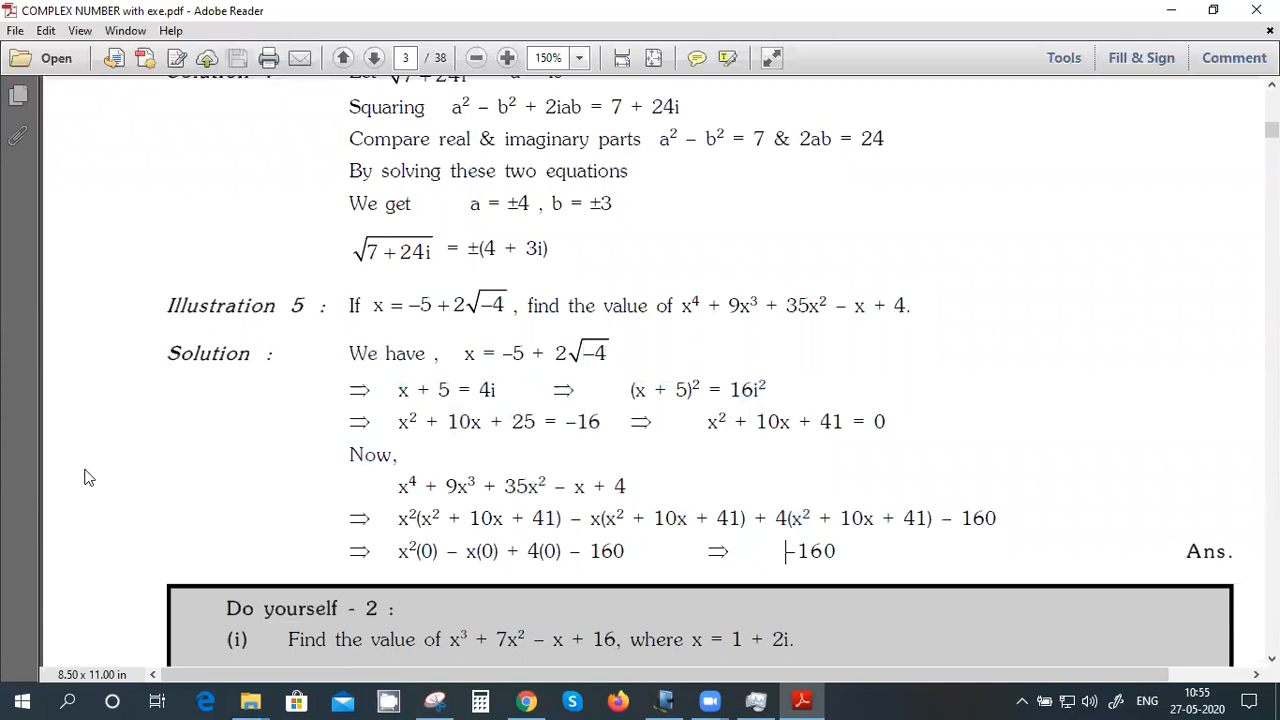 COMPLEX NUMBER with exe.pdf - Adobe Reader
File Edit View Window Help
Open 3 / 38 150% Tools Fill & Sign Comment
√7 + 24i
Squaring a² – b² + 2iab = 7 + 24i
Compare real & imaginary parts a² – b² = 7 & 2ab = 24
By solving these two equations
We get a = ±4 , b = ±3
√7 + 24i = ±(4 + 3i)
Illustration 5 : If x = –5 + 2√–4 , find the value of x⁴ + 9x³ + 35x² – x + 4.
Solution : We have , x = –5 + 2√–4
⇒ x + 5 = 4i ⇒ (x + 5)² = 16i²
⇒ x² + 10x + 25 = –16 ⇒ x² + 10x + 41 = 0
Now,
x⁴ + 9x³ + 35x² – x + 4
⇒ x²(x² + 10x + 41) – x(x² + 10x + 41) + 4(x² + 10x + 41) – 160
⇒ x²(0) – x(0) + 4(0) – 160 ⇒ –160 Ans.
Do yourself - 2 :
(i) Find the value of x³ + 7x² – x + 16, where x = 1 + 2i.
8.50 x 11.00 in
ENG 10:55
27-05-2020